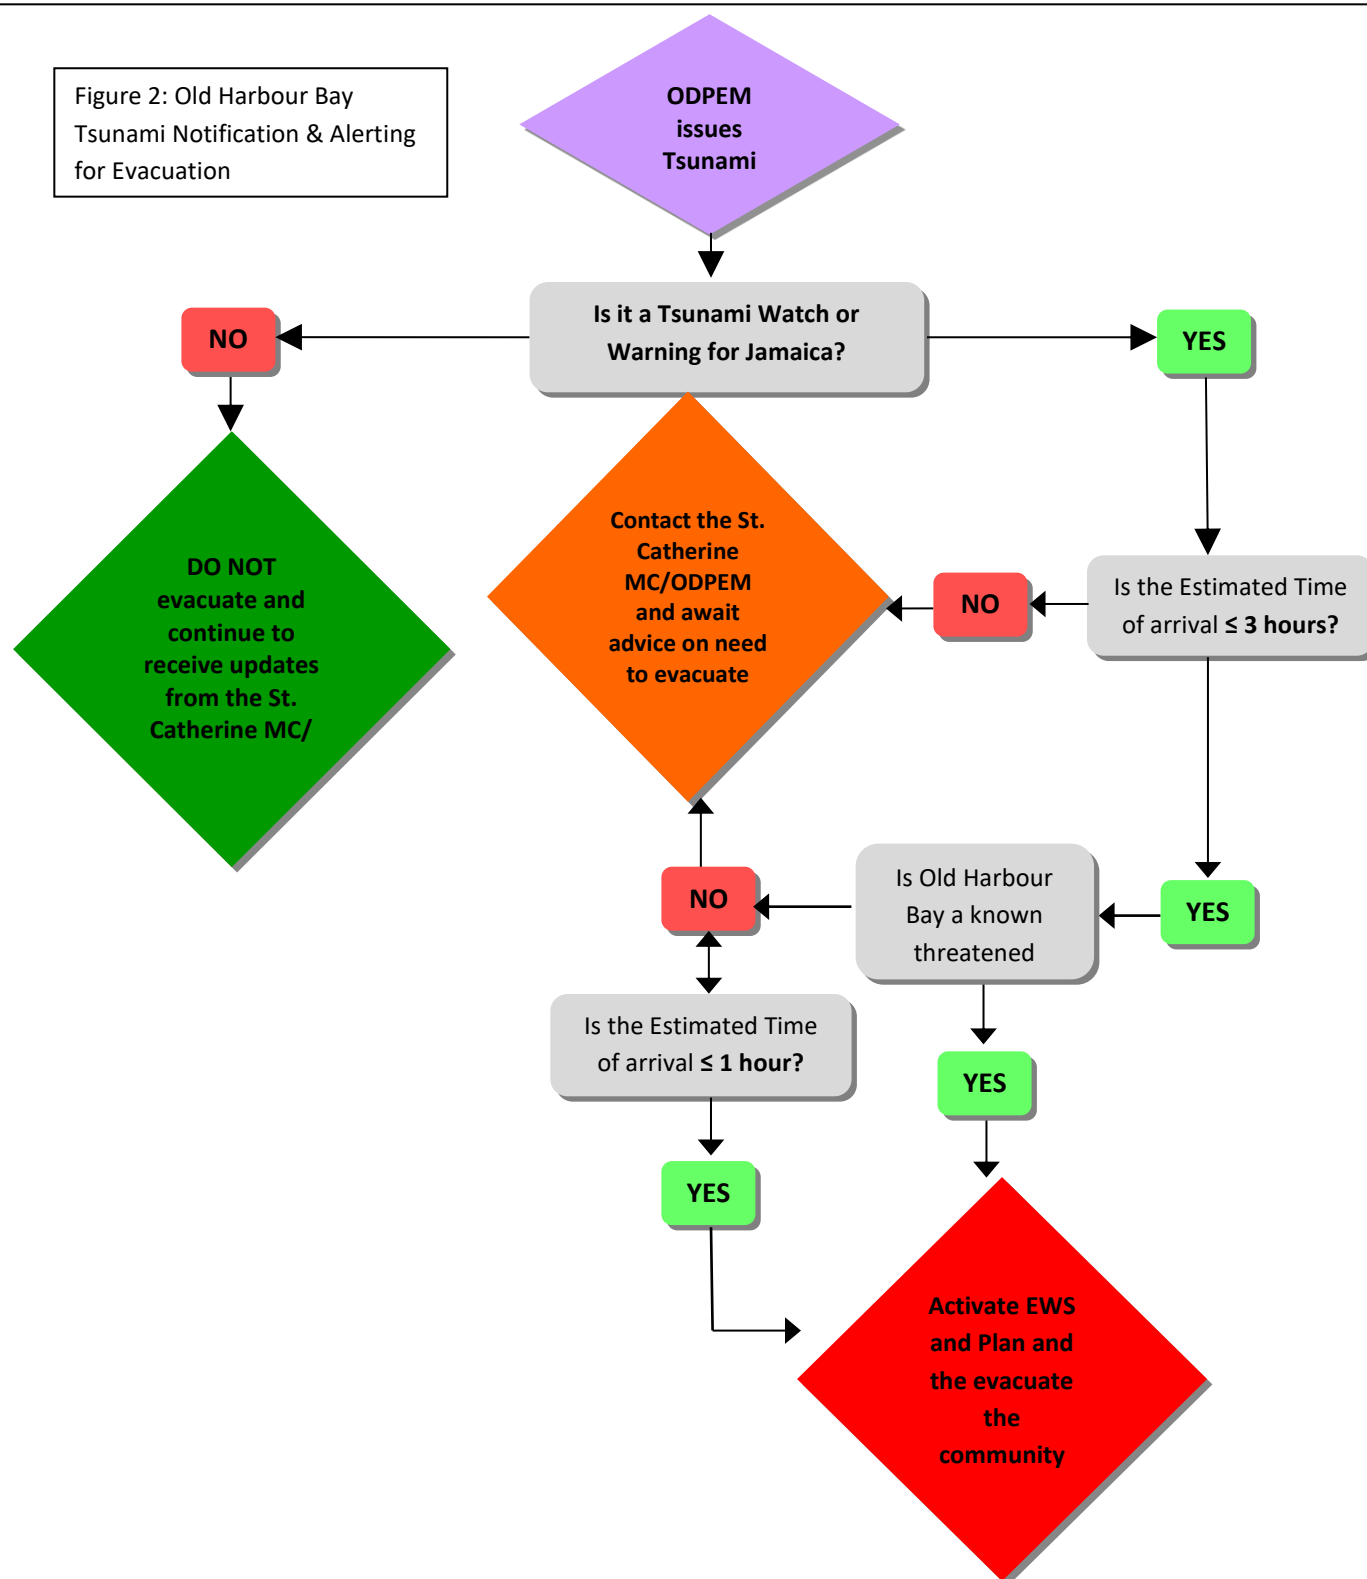 Figure 2: Old Harbour Bay
Tsunami Notification & Alerting
for Evacuation
ODPEM
issues
Tsunami
Is it a Tsunami Watch or
Warning for Jamaica?
NO
YES
DO NOT
evacuate and
continue to
receive updates
from the St.
Catherine MC/
Contact the St.
Catherine
MC/ODPEM
and await
advice on need
to evacuate
NO
Is the Estimated Time
of arrival ≤ 3 hours?
NO
Is Old Harbour
Bay a known
threatened
YES
Is the Estimated Time
of arrival ≤ 1 hour?
YES
YES
Activate EWS
and Plan and
the evacuate
the
community